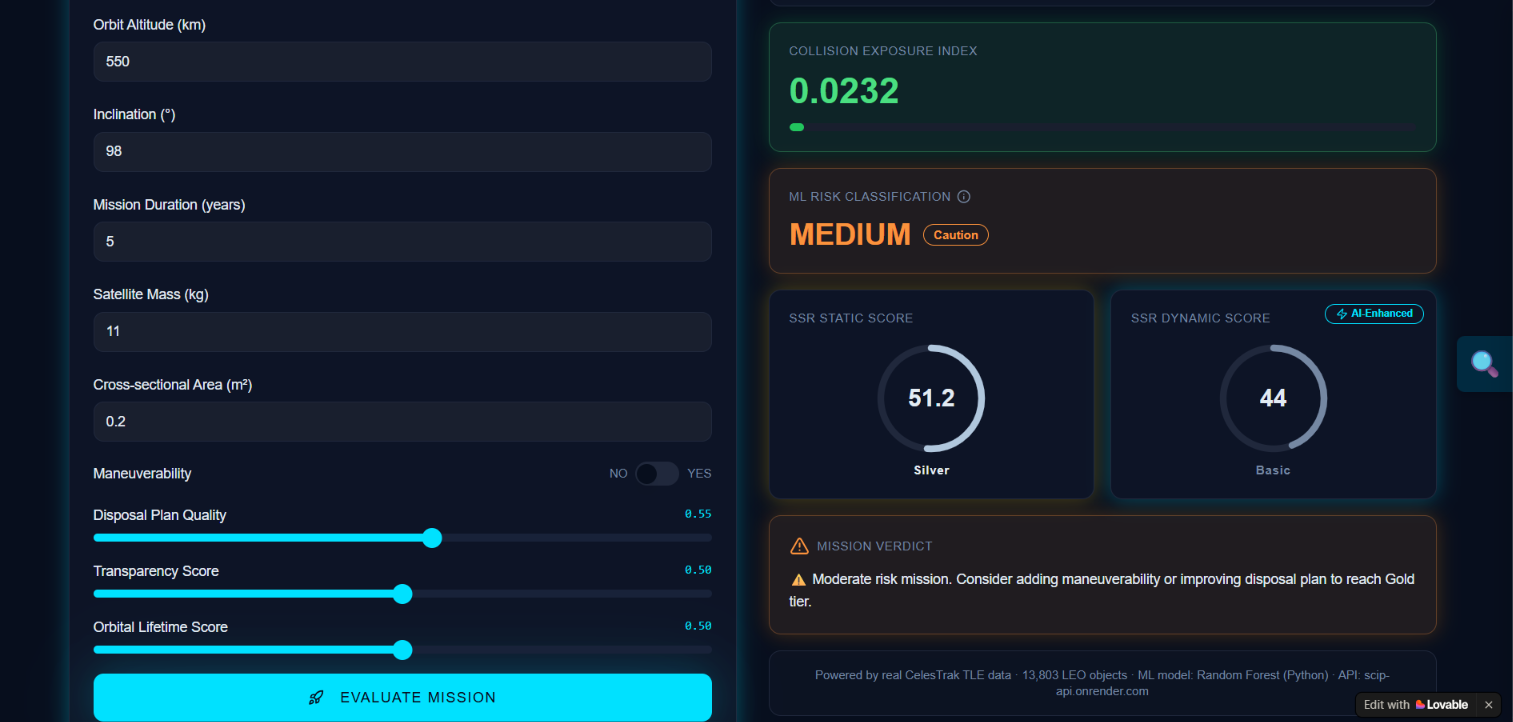 Orbit Altitude (km)
550
Inclination (°)
98
Mission Duration (years)
5
Satellite Mass (kg)
11
Cross-sectional Area (m²)
0.2
Maneuverability
NO YES
Disposal Plan Quality 0.55
Transparency Score 0.50
Orbital Lifetime Score 0.50
EVALUATE MISSION
COLLISION EXPOSURE INDEX
0.0232
ML RISK CLASSIFICATION
MEDIUM Caution
SSR STATIC SCORE
51.2
Silver
SSR DYNAMIC SCORE AI-Enhanced
44
Basic
MISSION VERDICT
⚠️ Moderate risk mission. Consider adding maneuverability or improving disposal plan to reach Gold
tier.
Powered by real CelesTrak TLE data · 13,803 LEO objects · ML model: Random Forest (Python) · API: scip-
api.onrender.com
Edit with Lovable ×